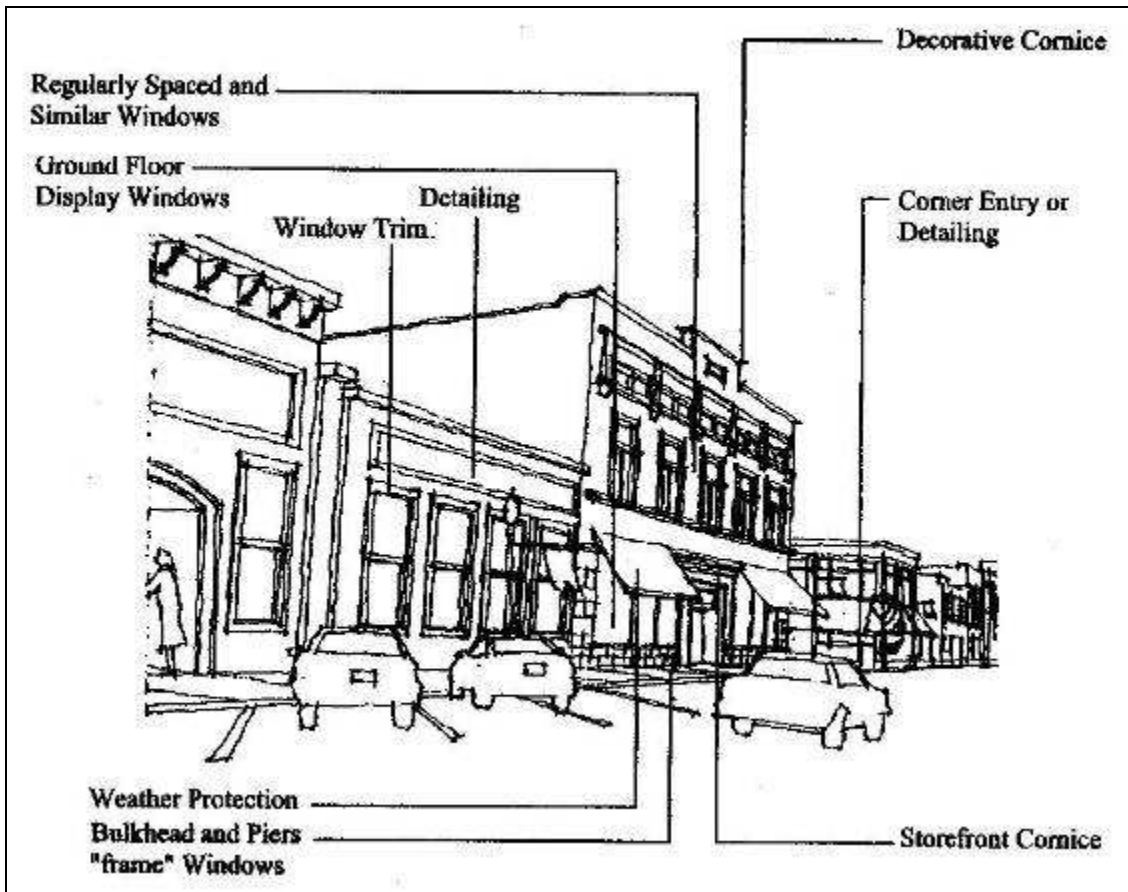 Decorative Cornice
Regularly Spaced and
Similar Windows
Ground Floor
Display Windows
Detailing
Window Trim.
Corner Entry or
Detailing
Weather Protection
Bulkhead and Piers
"frame" Windows
Storefront Cornice